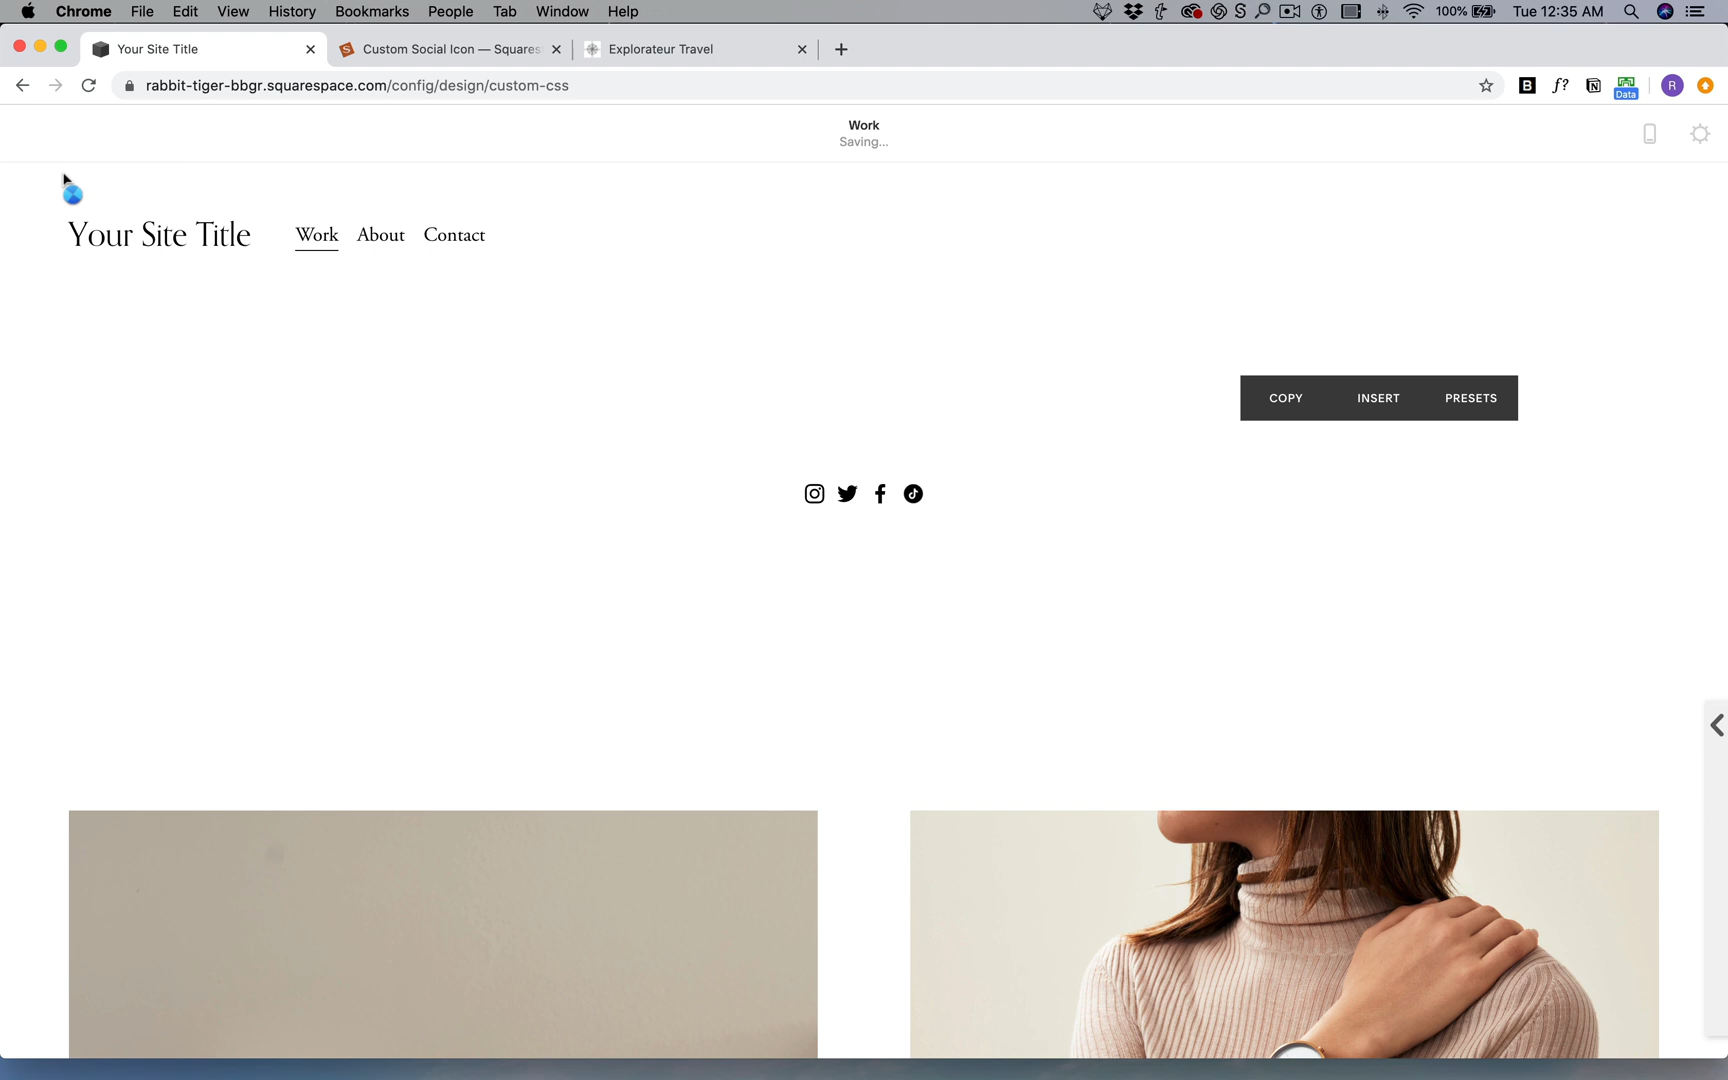 Chrome File Edit View History Bookmarks People Tab Window Help 100% Tue 12:35 AM
Your Site Title Custom Social Icon — Squares Explorateur Travel
rabbit-tiger-bbgr.squarespace.com/config/design/custom-css B f? N Data R
Work
Saving...
Your Site Title Work About Contact
COPY INSERT PRESETS